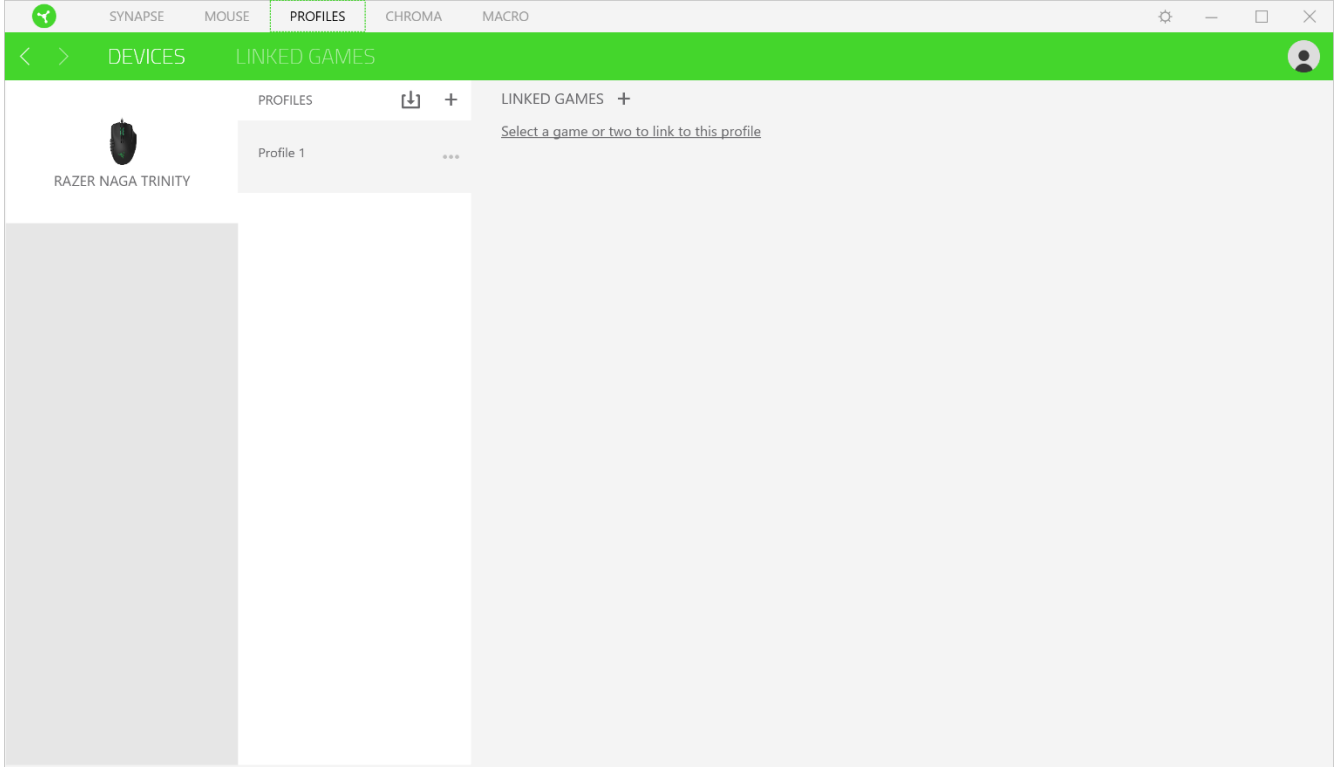 SYNAPSE MOUSE PROFILES CHROMA MACRO
DEVICES LINKED GAMES
RAZER NAGA TRINITY
PROFILES
Profile 1
LINKED GAMES
Select a game or two to link to this profile